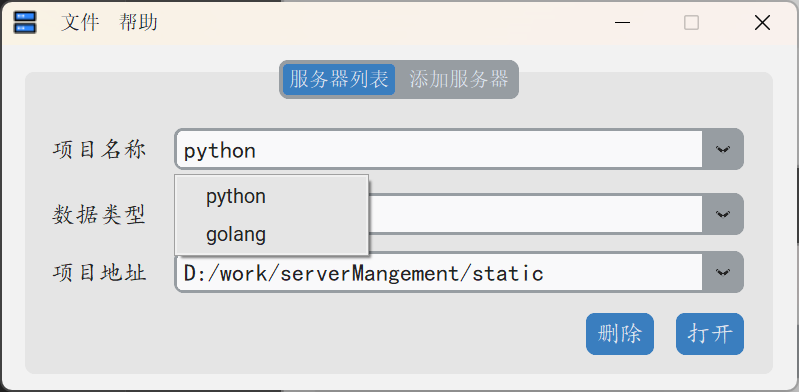 文件 帮助
服务器列表 添加服务器
项目名称 python
python
golang
数据类型
项目地址 D:/work/serverMangement/static
删除 打开